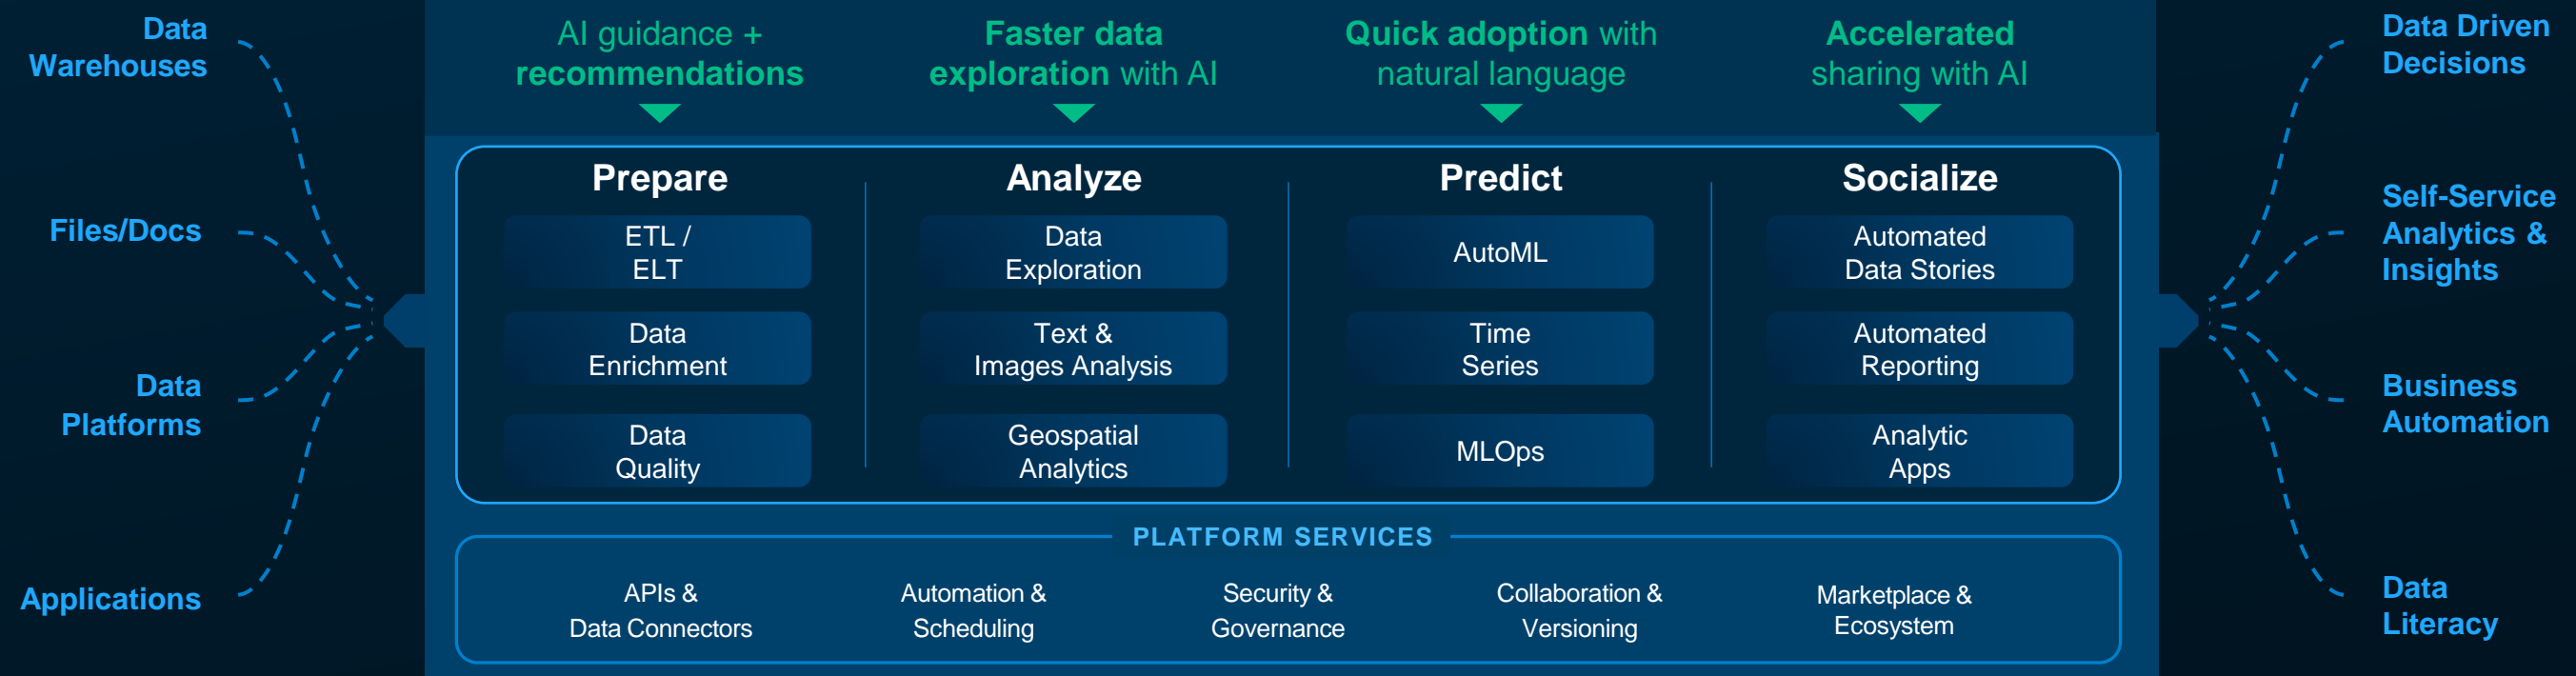 Data
Warehouses
Files/Docs
Data
Platforms
Applications
AI guidance +
recommendations
Faster data
exploration with AI
Quick adoption with
natural language
Accelerated
sharing with AI
Prepare
ETL /
ELT
Data
Enrichment
Data
Quality
Analyze
Data
Exploration
Text &
Images Analysis
Geospatial
Analytics
Predict
AutoML
Time
Series
MLOps
Socialize
Automated
Data Stories
Automated
Reporting
Analytic
Apps
PLATFORM SERVICES
APIs &
Data Connectors
Automation &
Scheduling
Security &
Governance
Collaboration &
Versioning
Marketplace &
Ecosystem
Data Driven
Decisions
Self-Service
Analytics &
Insights
Business
Automation
Data
Literacy